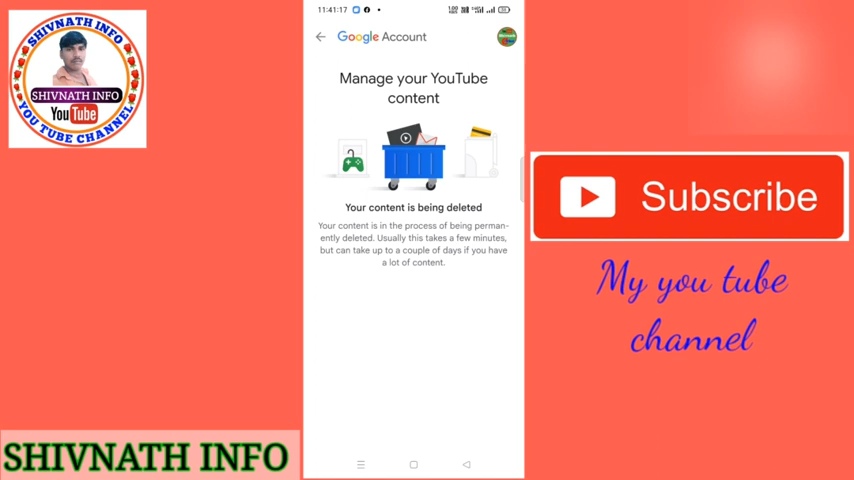 SHIVNATH INFO
SHIVNATH INFO
YouTube
YOU TUBE CHANNEL
11:41:17
Google Account
Manage your YouTube
content
Your content is being deleted
Your content is in the process of being perman-
ently deleted. Usually this takes a few minutes,
but can take up to a couple of days if you have
a lot of content.
Subscribe
My you tube
channel
SHIVNATH INFO